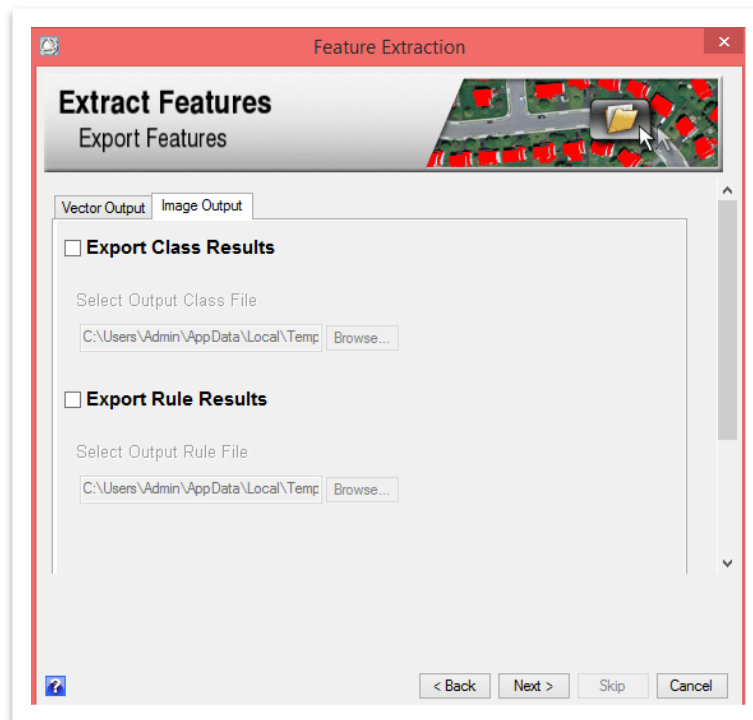 Feature Extraction
Extract Features
Export Features
Vector Output Image Output
Export Class Results
Select Output Class File
C:\Users\Admin\AppData\Local\Temp Browse...
Export Rule Results
Select Output Rule File
C:\Users\Admin\AppData\Local\Temp Browse...
< Back Next > Skip Cancel